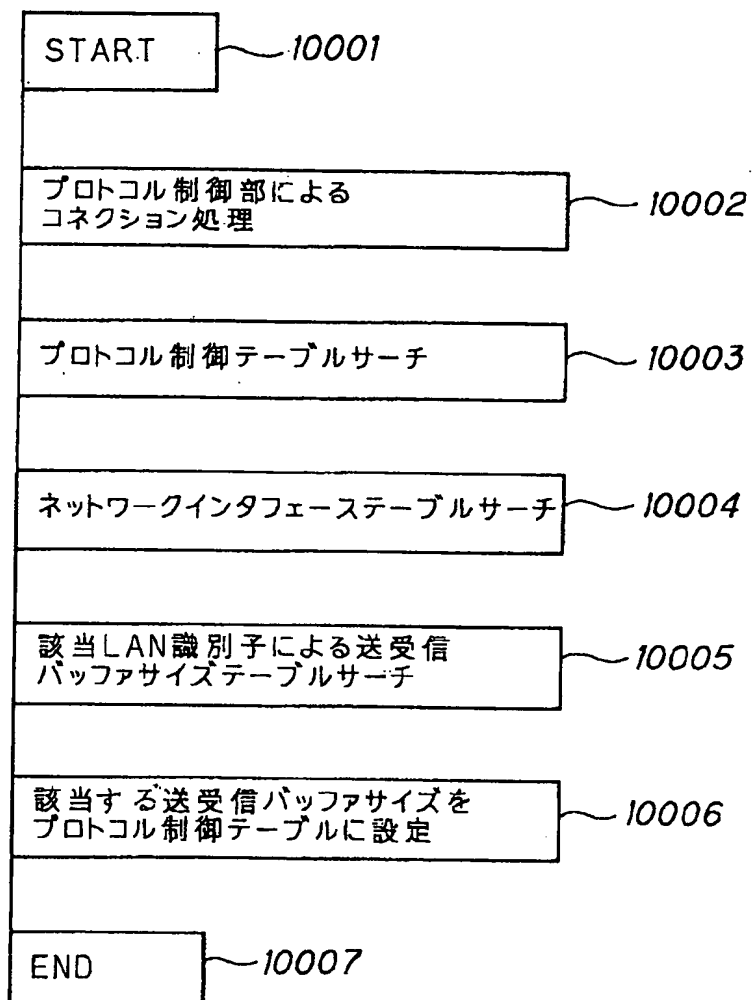 START 10001
プロトコル制御部による
コネクション処理 10002
プロトコル制御テーブルサーチ 10003
ネットワークインタフェーステーブルサーチ 10004
該当LAN識別子による送受信
バッファサイズテーブルサーチ 10005
該当する送受信バッファサイズを
プロトコル制御テーブルに設定 10006
END 10007